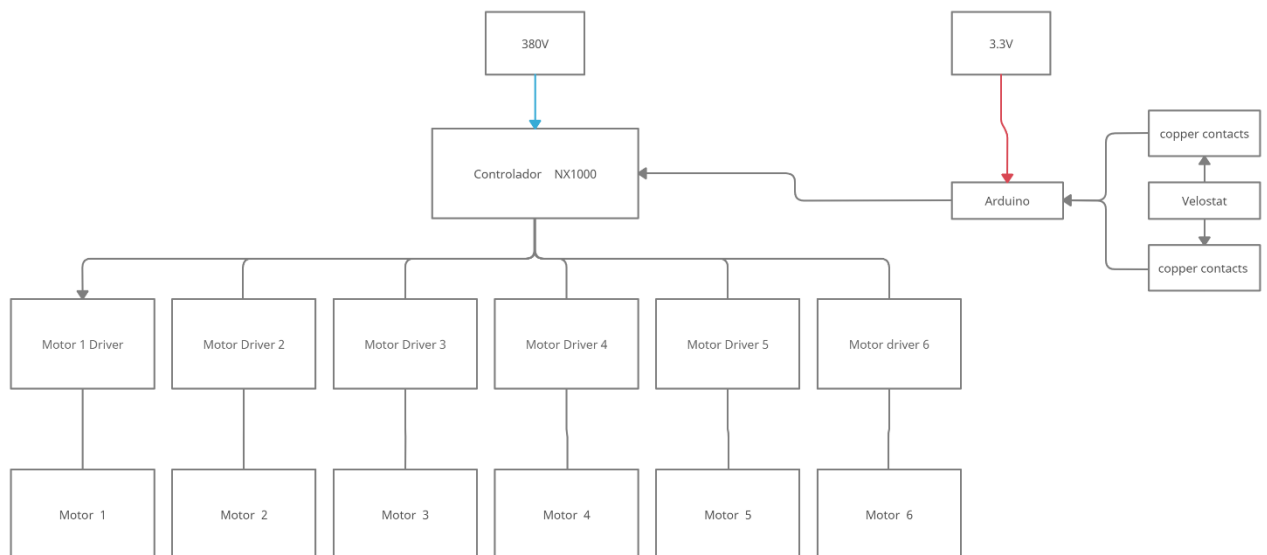 380V
3.3V
copper contacts
Controlador NX1000
Arduino
Velostat
copper contacts
Motor 1 Driver
Motor Driver 2
Motor Driver 3
Motor Driver 4
Motor Driver 5
Motor driver 6
Motor 1
Motor 2
Motor 3
Motor 4
Motor 5
Motor 6